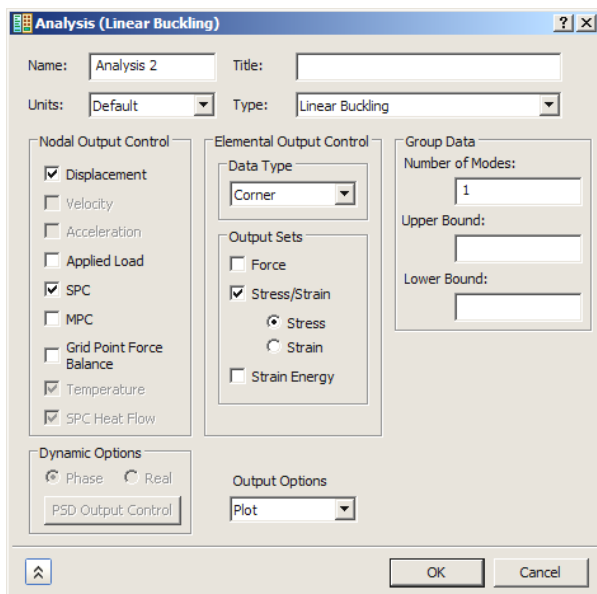 Analysis (Linear Buckling)
Name: Analysis 2 Title:
Units: Default Type: Linear Buckling
Nodal Output Control
Displacement
Velocity
Acceleration
Applied Load
SPC
MPC
Grid Point Force
Balance
Temperature
SPC Heat Flow
Elemental Output Control
Data Type
Corner
Output Sets
Force
Stress/Strain
Stress
Strain
Strain Energy
Group Data
Number of Modes:
1
Upper Bound:
Lower Bound:
Dynamic Options
Phase Real
PSD Output Control
Output Options
Plot
OK Cancel